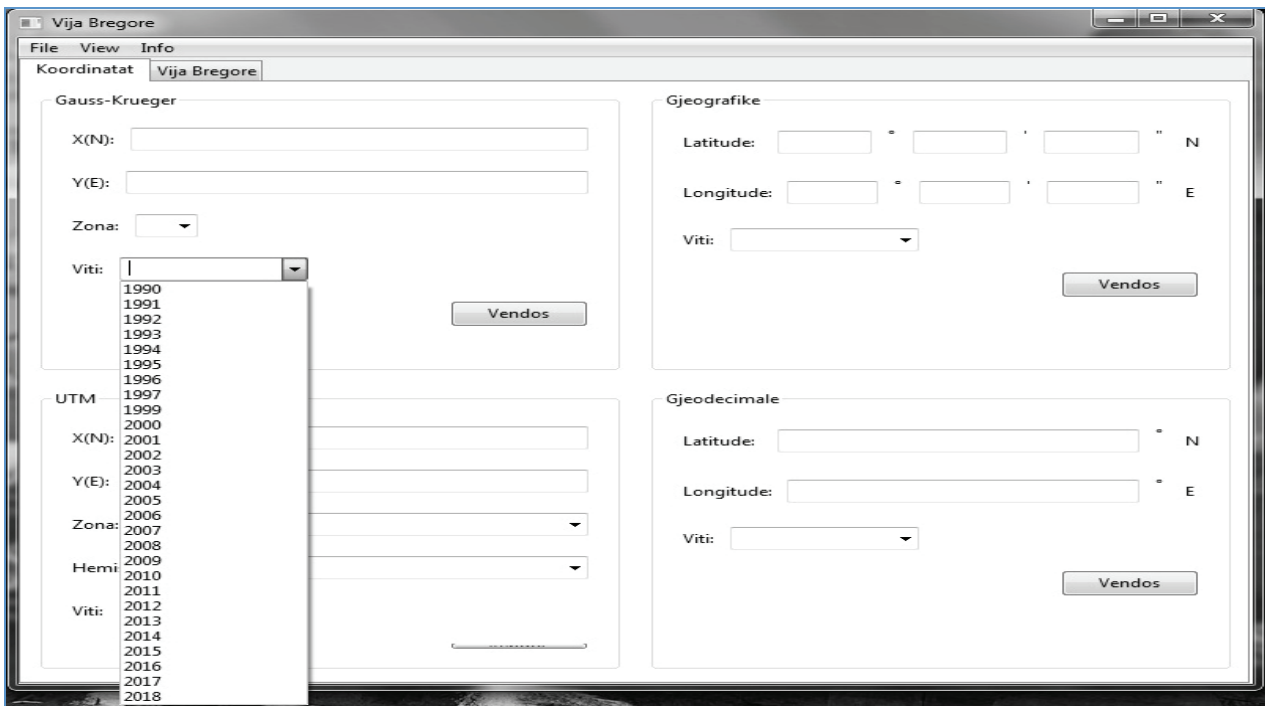 Vija Bregore
File View Info
Koordinatat Vija Bregore
Gauss-Krueger
X(N):
Y(E):
Zona:
Viti:
1990
1991
1992
1993
1994
1995
1996
1997
1999
2000
2001
2002
2003
2004
2005
2006
2007
2008
2009
2010
2011
2012
2013
2014
2015
2016
2017
2018
Vendos
Gjeografike
Latitude: ° ' " N
Longitude: ° ' " E
Viti:
Vendos
UTM
X(N):
Y(E):
Zona:
Hemi
Viti:
Gjeodecimale
Latitude: ° N
Longitude: ° E
Viti:
Vendos